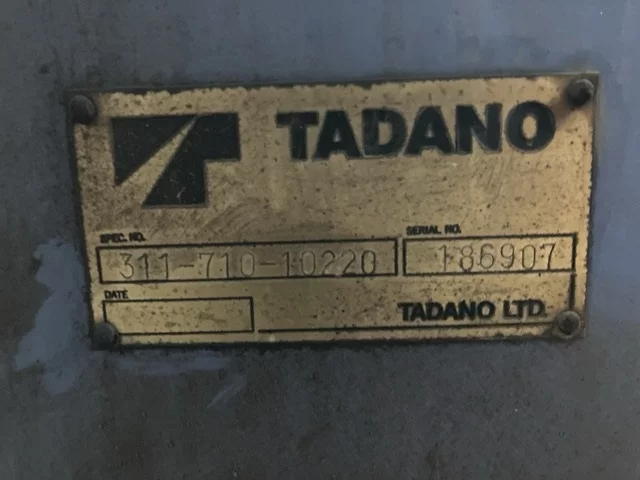 TADANO
SPEC. NO.
311-710-10220
SERIAL NO.
186907
DATE
TADANO LTD.